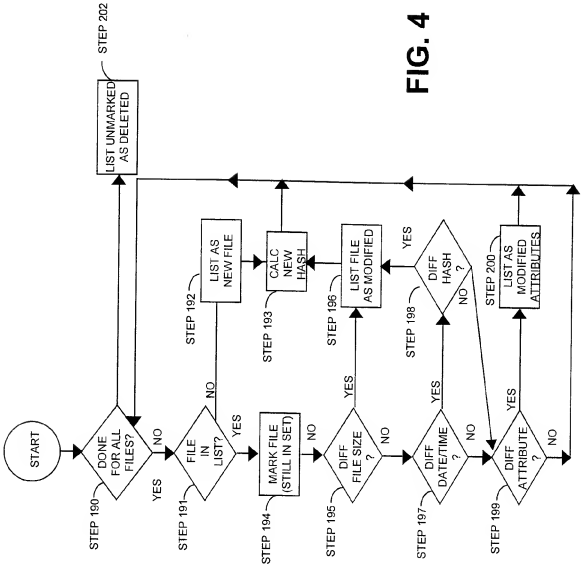 START
STEP 190
DONE
FOR ALL
FILES?
YES
NO
STEP 202
LIST UNMARKED
AS DELETED
STEP 191
FILE
IN
LIST?
NO
YES
STEP 192
LIST AS
NEW FILE
STEP 193
CALC
NEW
HASH
STEP 194
MARK FILE
(STILL IN SET)
NO
STEP 195
DIFF
FILE SIZE
?
YES
NO
STEP 196
LIST FILE
AS MODIFIED
STEP 197
DIFF
DATE/TIME
?
YES
NO
STEP 198
DIFF
HASH
?
YES
NO
STEP 199
DIFF
ATTRIBUTE
?
YES
NO
STEP 200
LIST AS
MODIFIED
ATTRIBUTES
FIG. 4